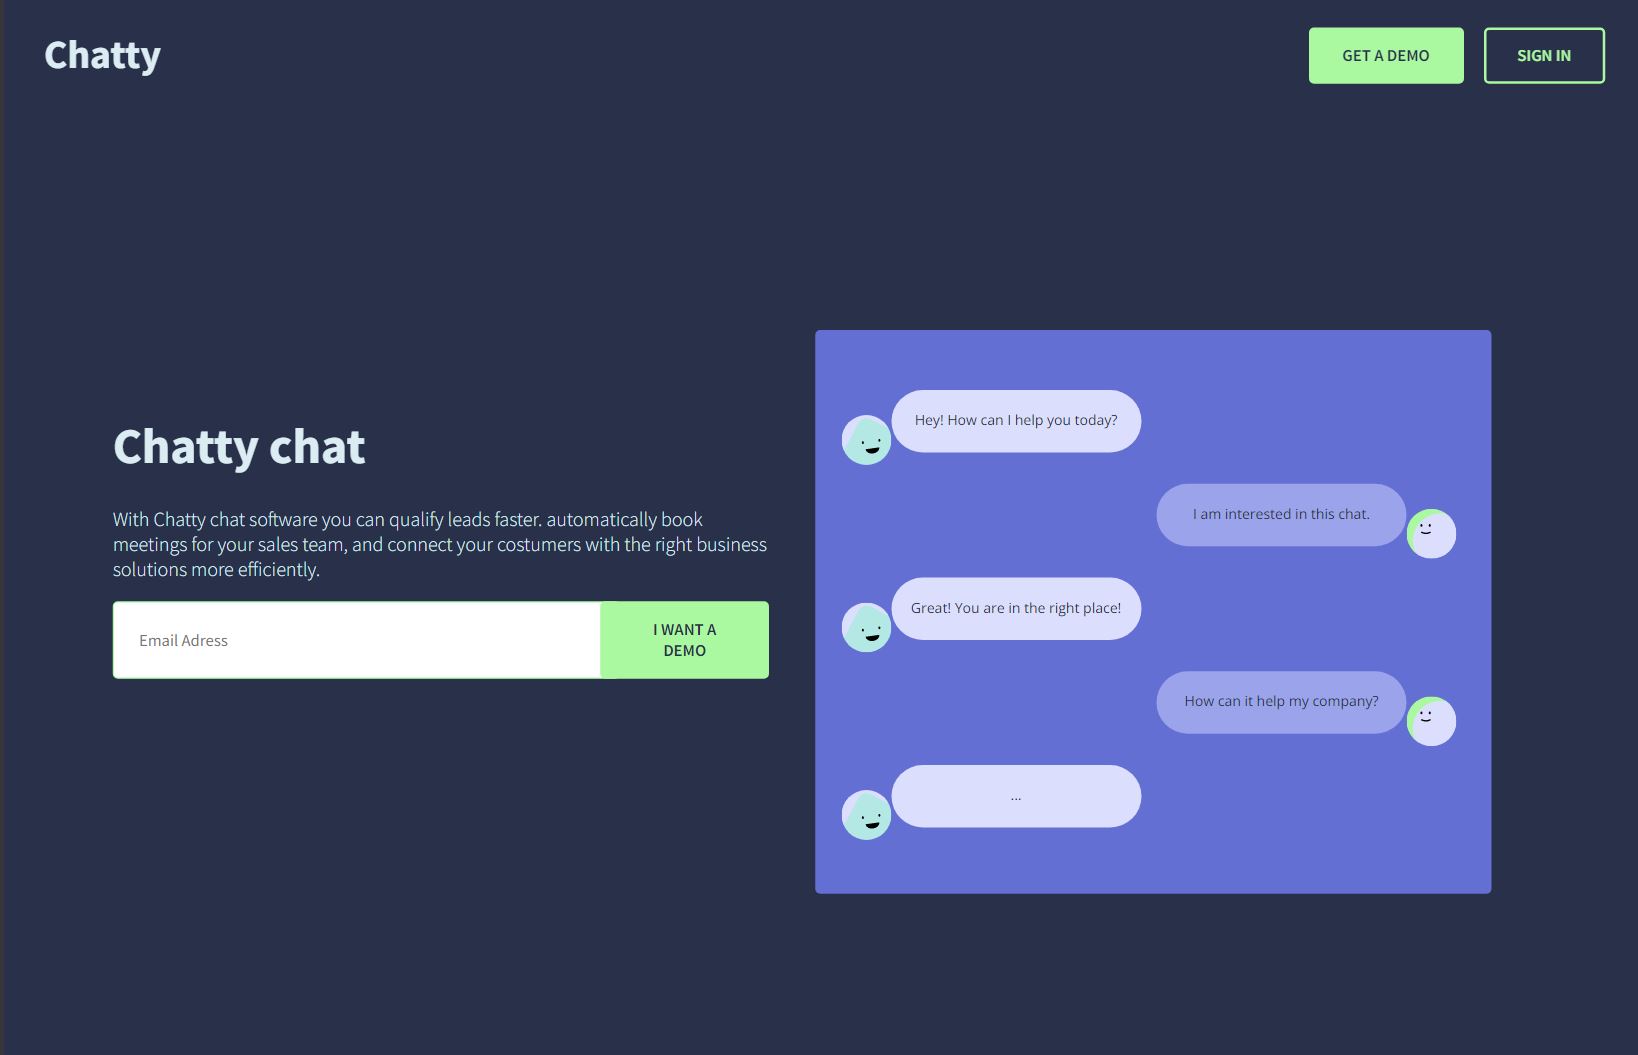 Chatty
GET A DEMO
SIGN IN
Chatty chat
With Chatty chat software you can qualify leads faster. automatically book
meetings for your sales team, and connect your costumers with the right business
solutions more efficiently.
Email Adress
I WANT A
DEMO
Hey! How can I help you today?
I am interested in this chat.
Great! You are in the right place!
How can it help my company?
...